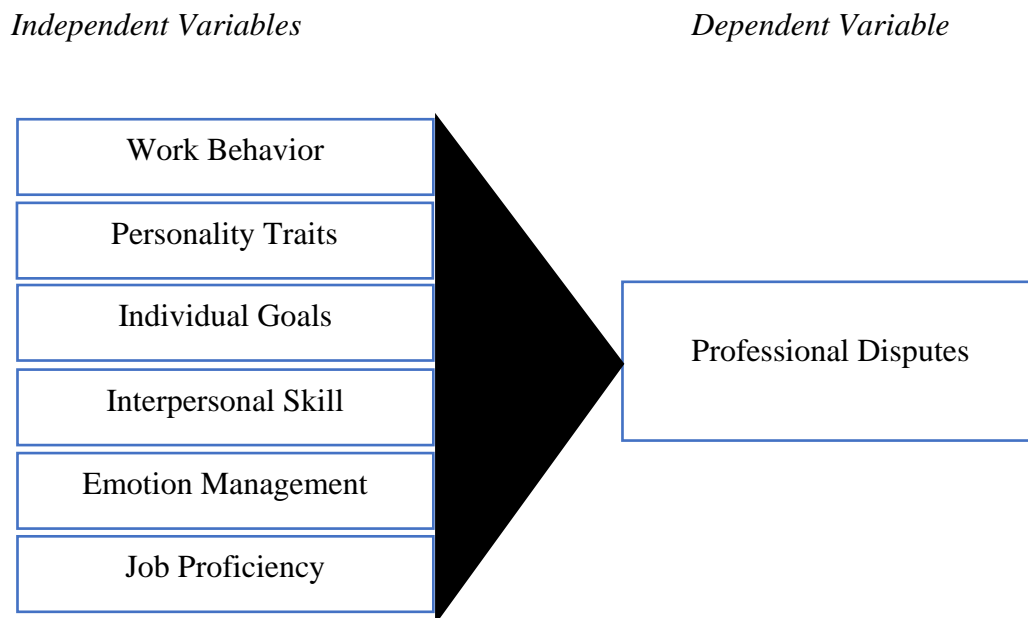 Independent Variables
Dependent Variable
Work Behavior
Personality Traits
Individual Goals
Interpersonal Skill
Emotion Management
Job Proficiency
Professional Disputes